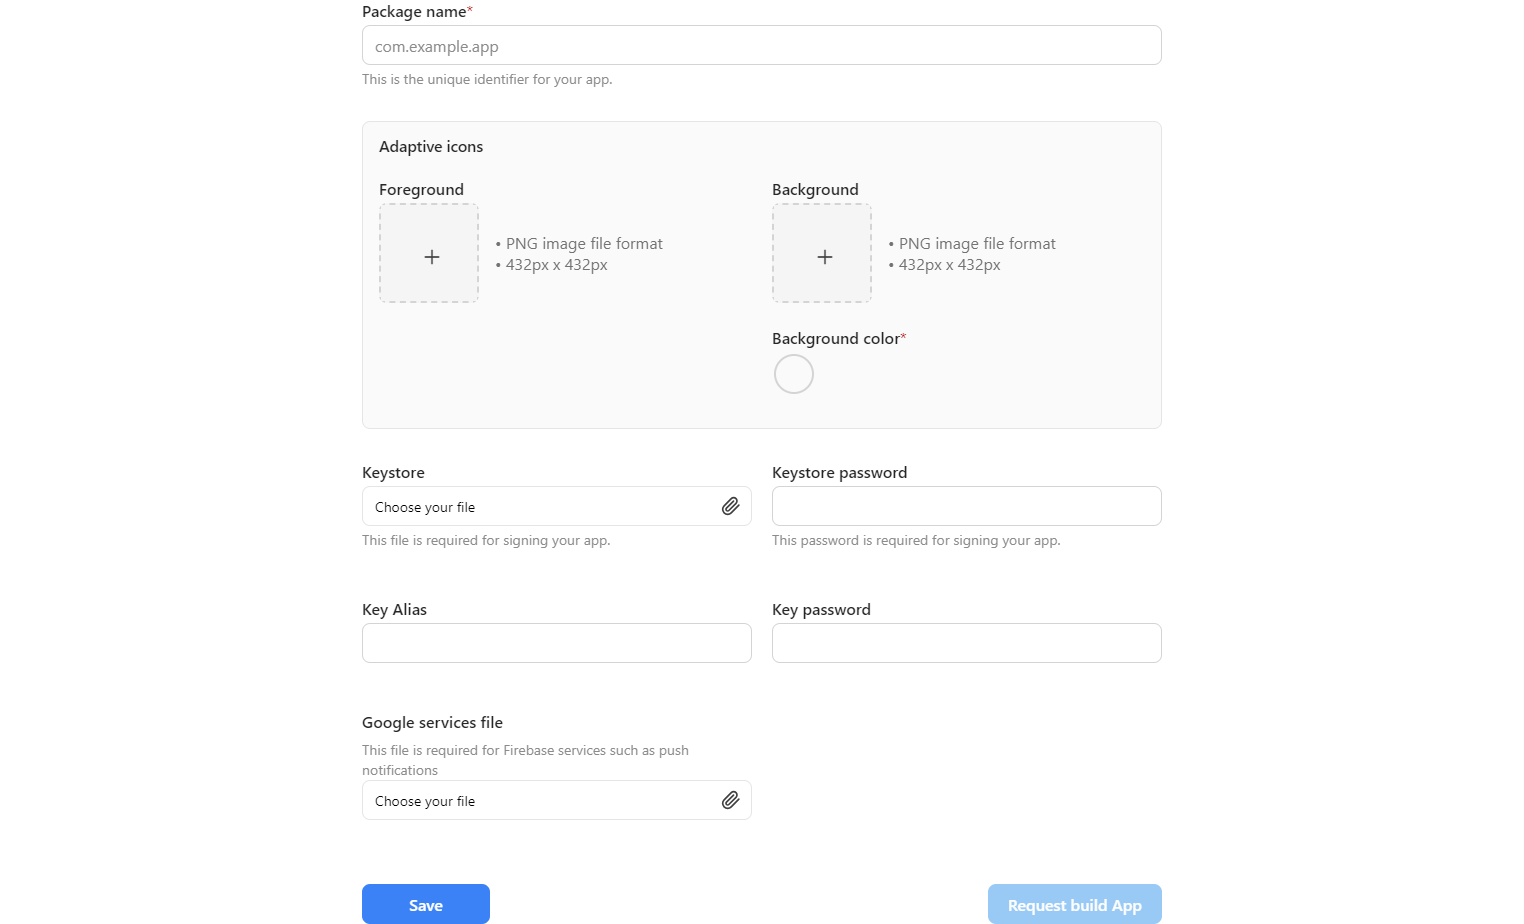 Package name*
com.example.app
This is the unique identifier for your app.
Adaptive icons
Foreground
• PNG image file format
• 432px x 432px
Background
• PNG image file format
• 432px x 432px
Background color*
Keystore
Choose your file
This file is required for signing your app.
Keystore password
This password is required for signing your app.
Key Alias
Key password
Google services file
This file is required for Firebase services such as push
notifications
Choose your file
Save
Request build App